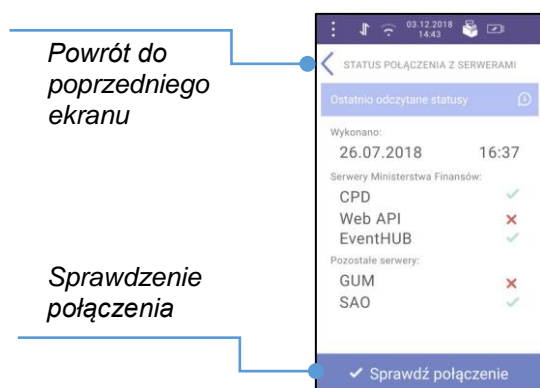 Powrót do
poprzedniego
ekranu
Sprawdzenie
połączenia
03.12.2018
14:43
STATUS POŁĄCZENIA Z SERWERAMI
Ostatnio odczytane statusy
Wykonano:
26.07.2018 16:37
Serwery Ministerstwa Finansów:
CPD
Web API
EventHUB
Pozostałe serwery:
GUM
SAO
Sprawdź połączenie